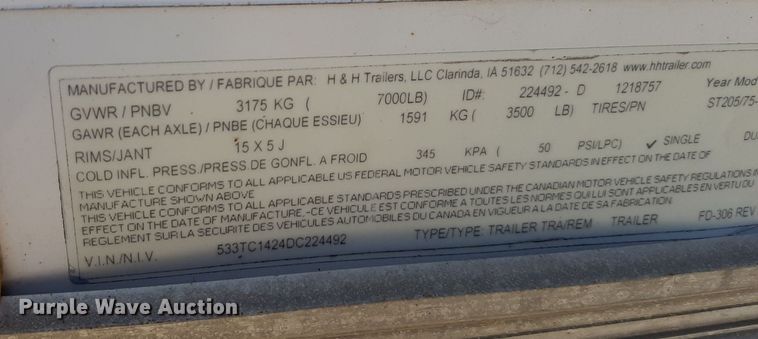 MANUFACTURED BY / FABRIQUE PAR: H & H Trailers, LLC Clarinda, IA 51632 (712) 542-2618 www.hhtrailer.com
GVWR / PNBV 3175 KG ( 7000LB) ID#: 224492 - D 1218757 Year Mod
GAWR (EACH AXLE) / PNBE (CHAQUE ESSIEU) 1591 KG ( 3500 LB) TIRES/PN ST205/75-
RIMS/JANT 15 X 5 J
COLD INFL. PRESS./PRESS.DE GONFL. A FROID 345 KPA ( 50 PSI/LPC) ✓ SINGLE DU
THIS VEHICLE CONFORMS TO ALL APPLICABLE US FEDERAL MOTOR VEHICLE SAFETY STANDARDS IN EFFECT ON THE DATE OF
MANUFACTURE SHOWN ABOVE
THIS VEHICLE CONFORMS TO ALL APPLICABLE STANDARDS PRESCRIBED UNDER THE CANADIAN MOTOR VEHICLE SAFETY REGULATIONS IN
EFFECT ON THE DATE OF MANUFACTURE,-CE VEHICULE EST CONFORME A TOUTES LES NORMES QUI LUI SONT APPLICABLES EN VERTU DU
REGLEMENT SUR LA SECURITE DES VEHICULES AUTOMOBILES DU CANADA EN VIGUEUR A LA DATE DE SA FABRICATION.
V.I.N./N.I.V. 533TC1424DC224492 TYPE/TYPE: TRAILER TRA/REM TRAILER FO-306 REV
Purple Wave Auction